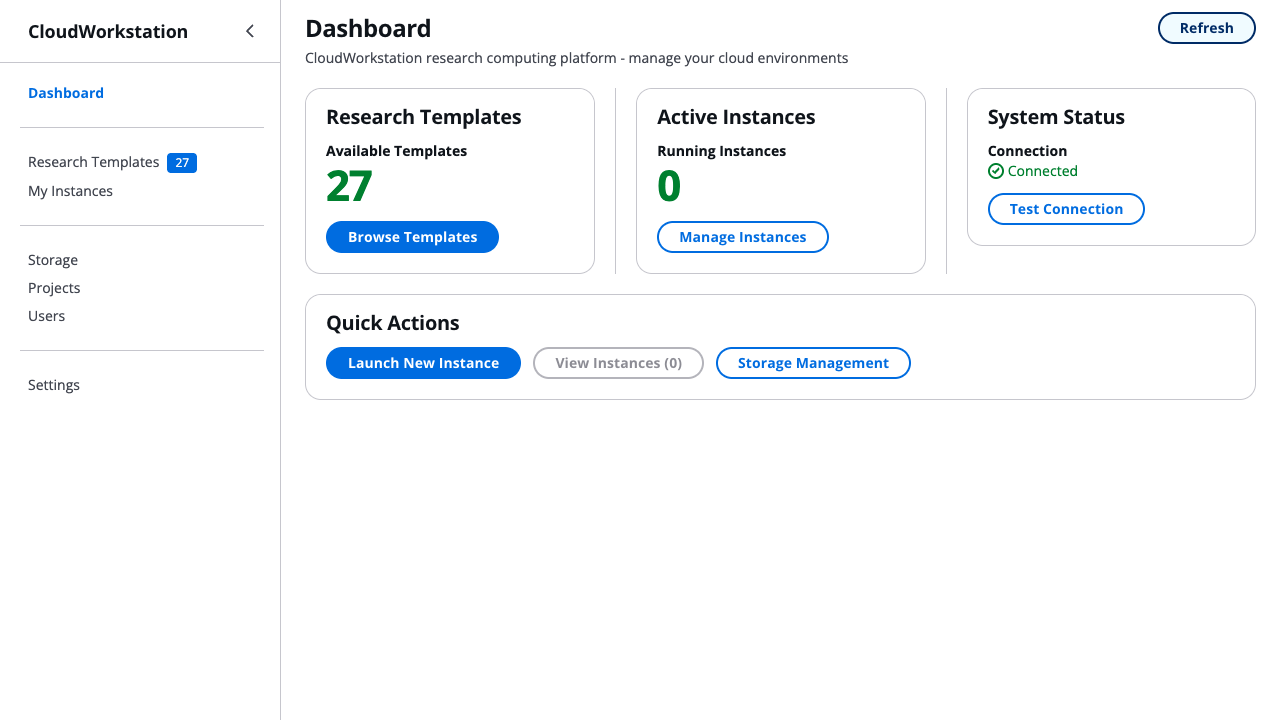 CloudWorkstation
Dashboard
Research Templates 27
My Instances
Storage
Projects
Users
Settings
Dashboard
Refresh
CloudWorkstation research computing platform - manage your cloud environments
Research Templates
Available Templates
27
Browse Templates
Active Instances
Running Instances
0
Manage Instances
System Status
Connection
Connected
Test Connection
Quick Actions
Launch New Instance
View Instances (0)
Storage Management